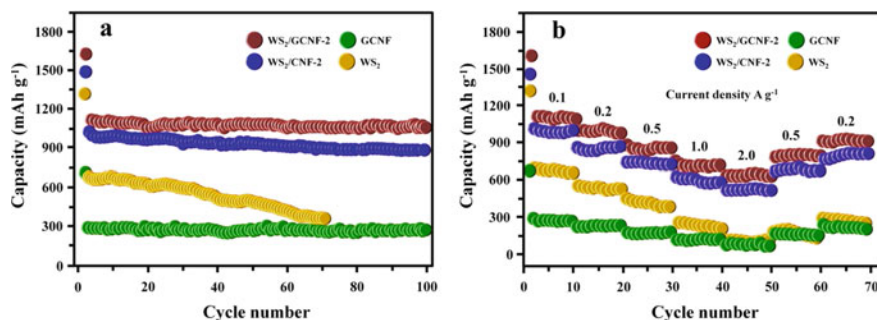 a
WS₂/GCNF-2 GCNF
WS₂/CNF-2 WS₂
Capacity (mAh g⁻¹)
1800
1500
1200
900
600
300
0
0 20 40 60 80 100
Cycle number
b
WS₂/GCNF-2 GCNF
WS₂/CNF-2 WS₂
Current density A g⁻¹
0.1 0.2 0.5 1.0 2.0 0.5 0.2
Capacity (mAh g⁻¹)
1800
1500
1200
900
600
300
0
0 10 20 30 40 50 60 70
Cycle number